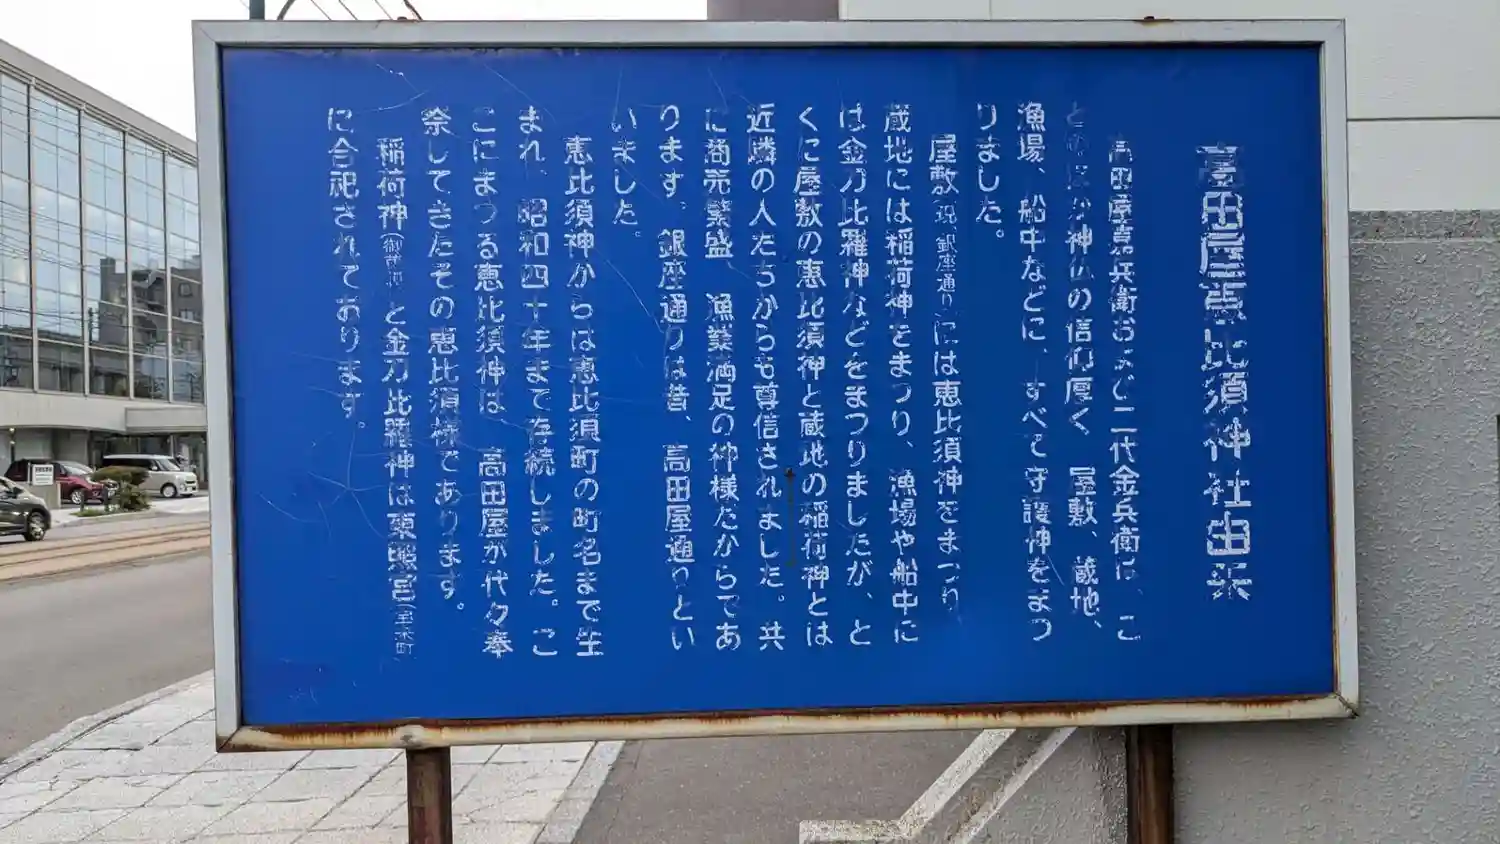 高田屋恵比須神社由来
高田屋嘉兵衛および二代金兵衛は、こ
とのほか神仏の信仰厚く、屋敷、蔵地、
漁場、船中などに、すべて守護神をまつ
りました。
屋敷(現、銀座通り)には恵比須神をまつり、
蔵地には稲荷神をまつり、漁場や船中に
は金刀比羅神などをまつりましたが、と
くに屋敷の恵比須神と蔵地の稲荷神とは
近隣の人たちからも尊信されました。共
に商売繁盛、漁業満足の神様だからであ
ります。銀座通りは昔、高田屋通りとい
いました。
恵比須神からは恵比須町の町名まで生
まれ、昭和四十年まで存続しました。こ
こにまつる恵比須神は、高田屋が代々奉
祭してきたその恵比須様であります。
稲荷神と金刀比羅神は東照宮(宝来町)
に合祀されております。